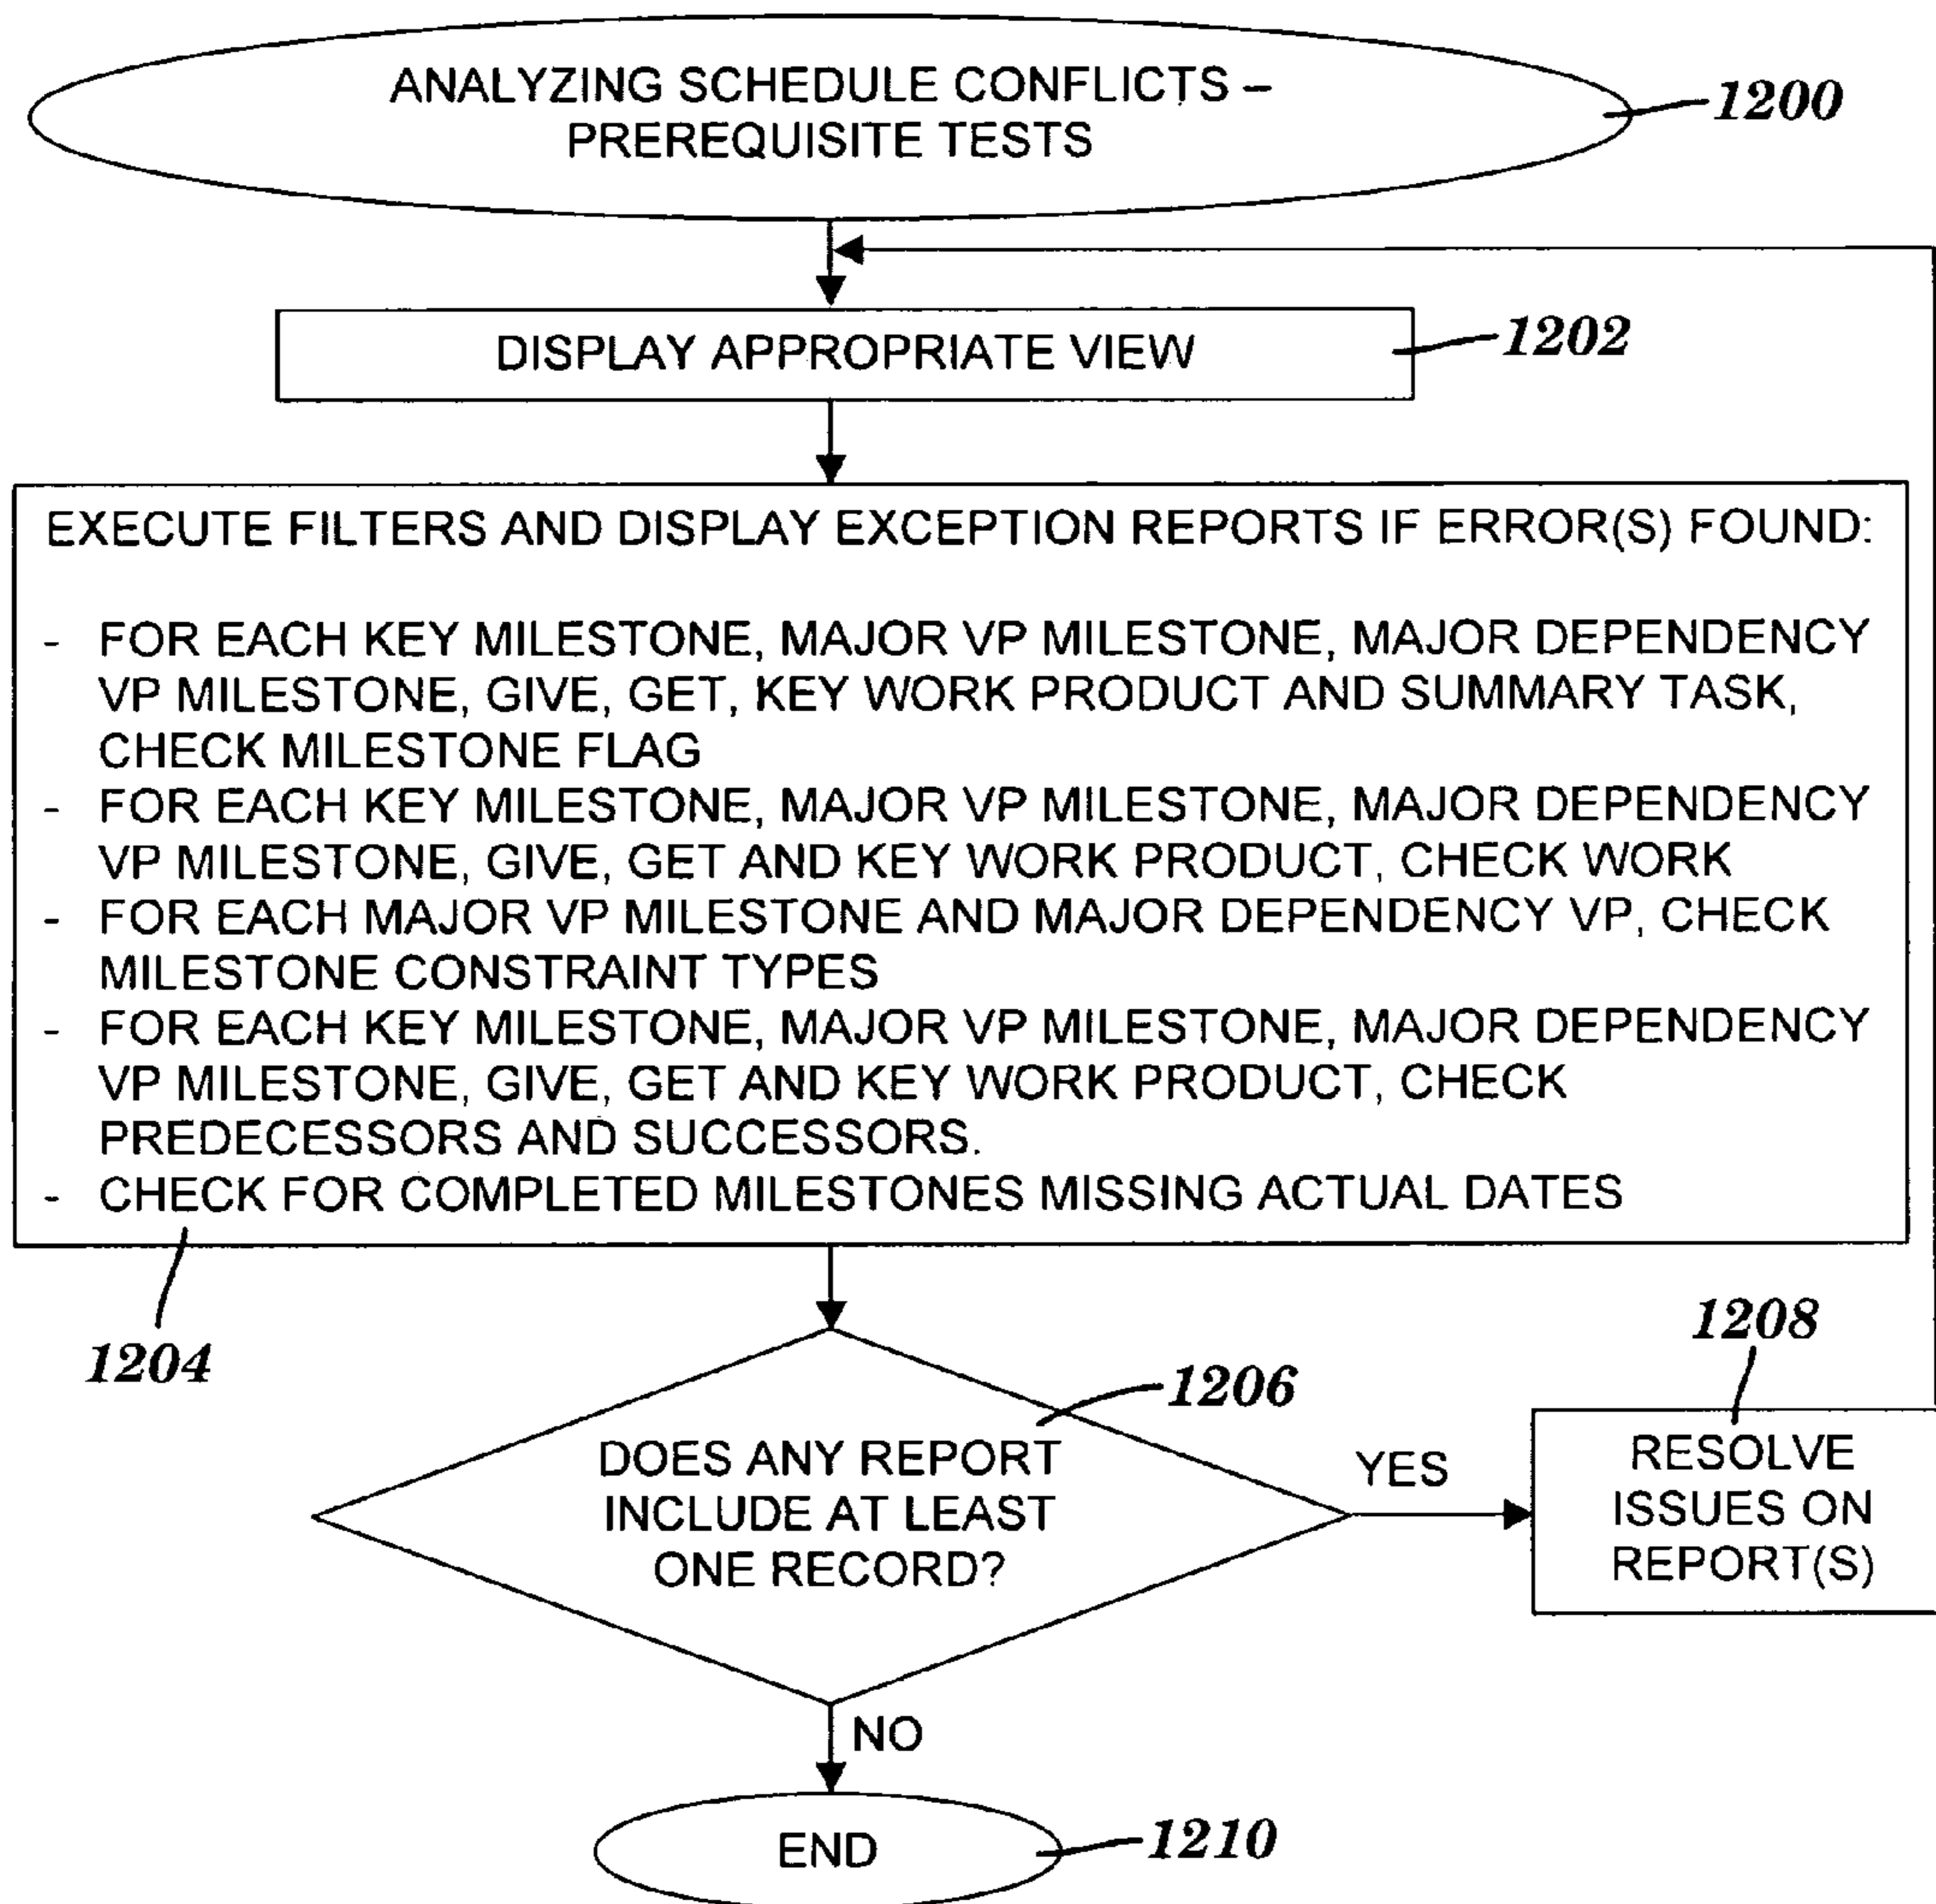 ANALYZING SCHEDULE CONFLICTS –
PREREQUISITE TESTS
1200
DISPLAY APPROPRIATE VIEW
1202
EXECUTE FILTERS AND DISPLAY EXCEPTION REPORTS IF ERROR(S) FOUND:
- FOR EACH KEY MILESTONE, MAJOR VP MILESTONE, MAJOR DEPENDENCY
VP MILESTONE, GIVE, GET, KEY WORK PRODUCT AND SUMMARY TASK,
CHECK MILESTONE FLAG
- FOR EACH KEY MILESTONE, MAJOR VP MILESTONE, MAJOR DEPENDENCY
VP MILESTONE, GIVE, GET AND KEY WORK PRODUCT, CHECK WORK
- FOR EACH MAJOR VP MILESTONE AND MAJOR DEPENDENCY VP, CHECK
MILESTONE CONSTRAINT TYPES
- FOR EACH KEY MILESTONE, MAJOR VP MILESTONE, MAJOR DEPENDENCY
VP MILESTONE, GIVE, GET AND KEY WORK PRODUCT, CHECK
PREDECESSORS AND SUCCESSORS.
- CHECK FOR COMPLETED MILESTONES MISSING ACTUAL DATES
1204
1206
DOES ANY REPORT
INCLUDE AT LEAST
ONE RECORD?
YES
1208
RESOLVE
ISSUES ON
REPORT(S)
NO
END
1210